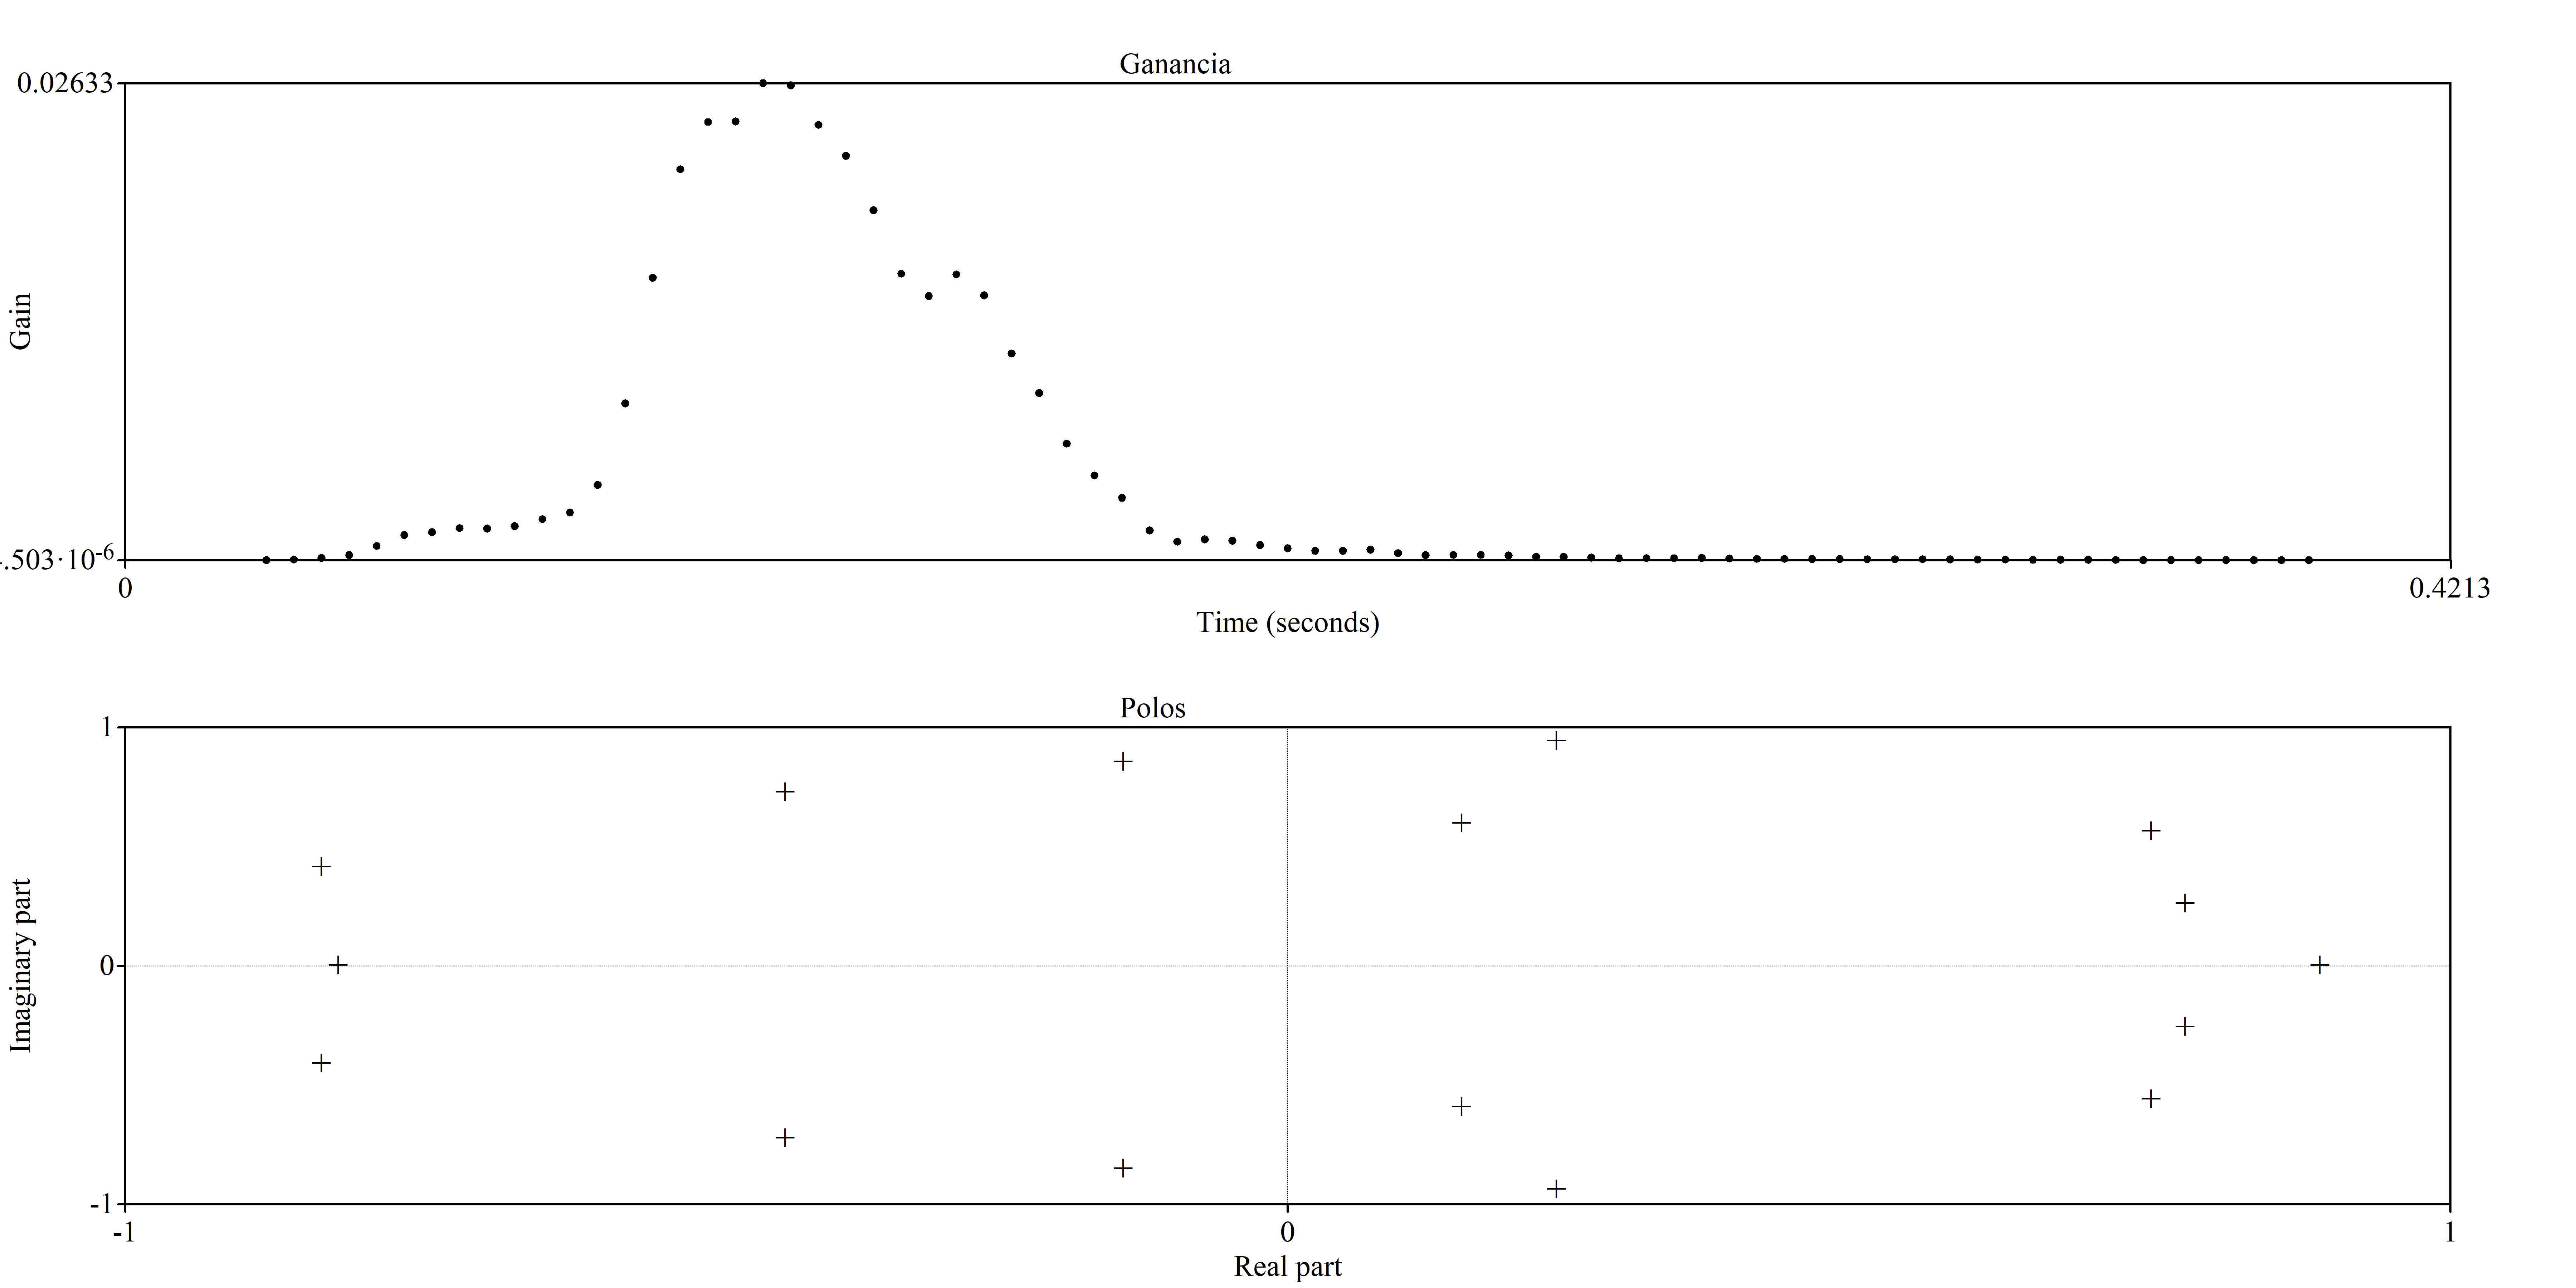 Ganancia
0.02633
Gain
.503·10-6
0
0.4213
Time (seconds)
Polos
1
Imaginary part
0
-1
-1
0
1
Real part